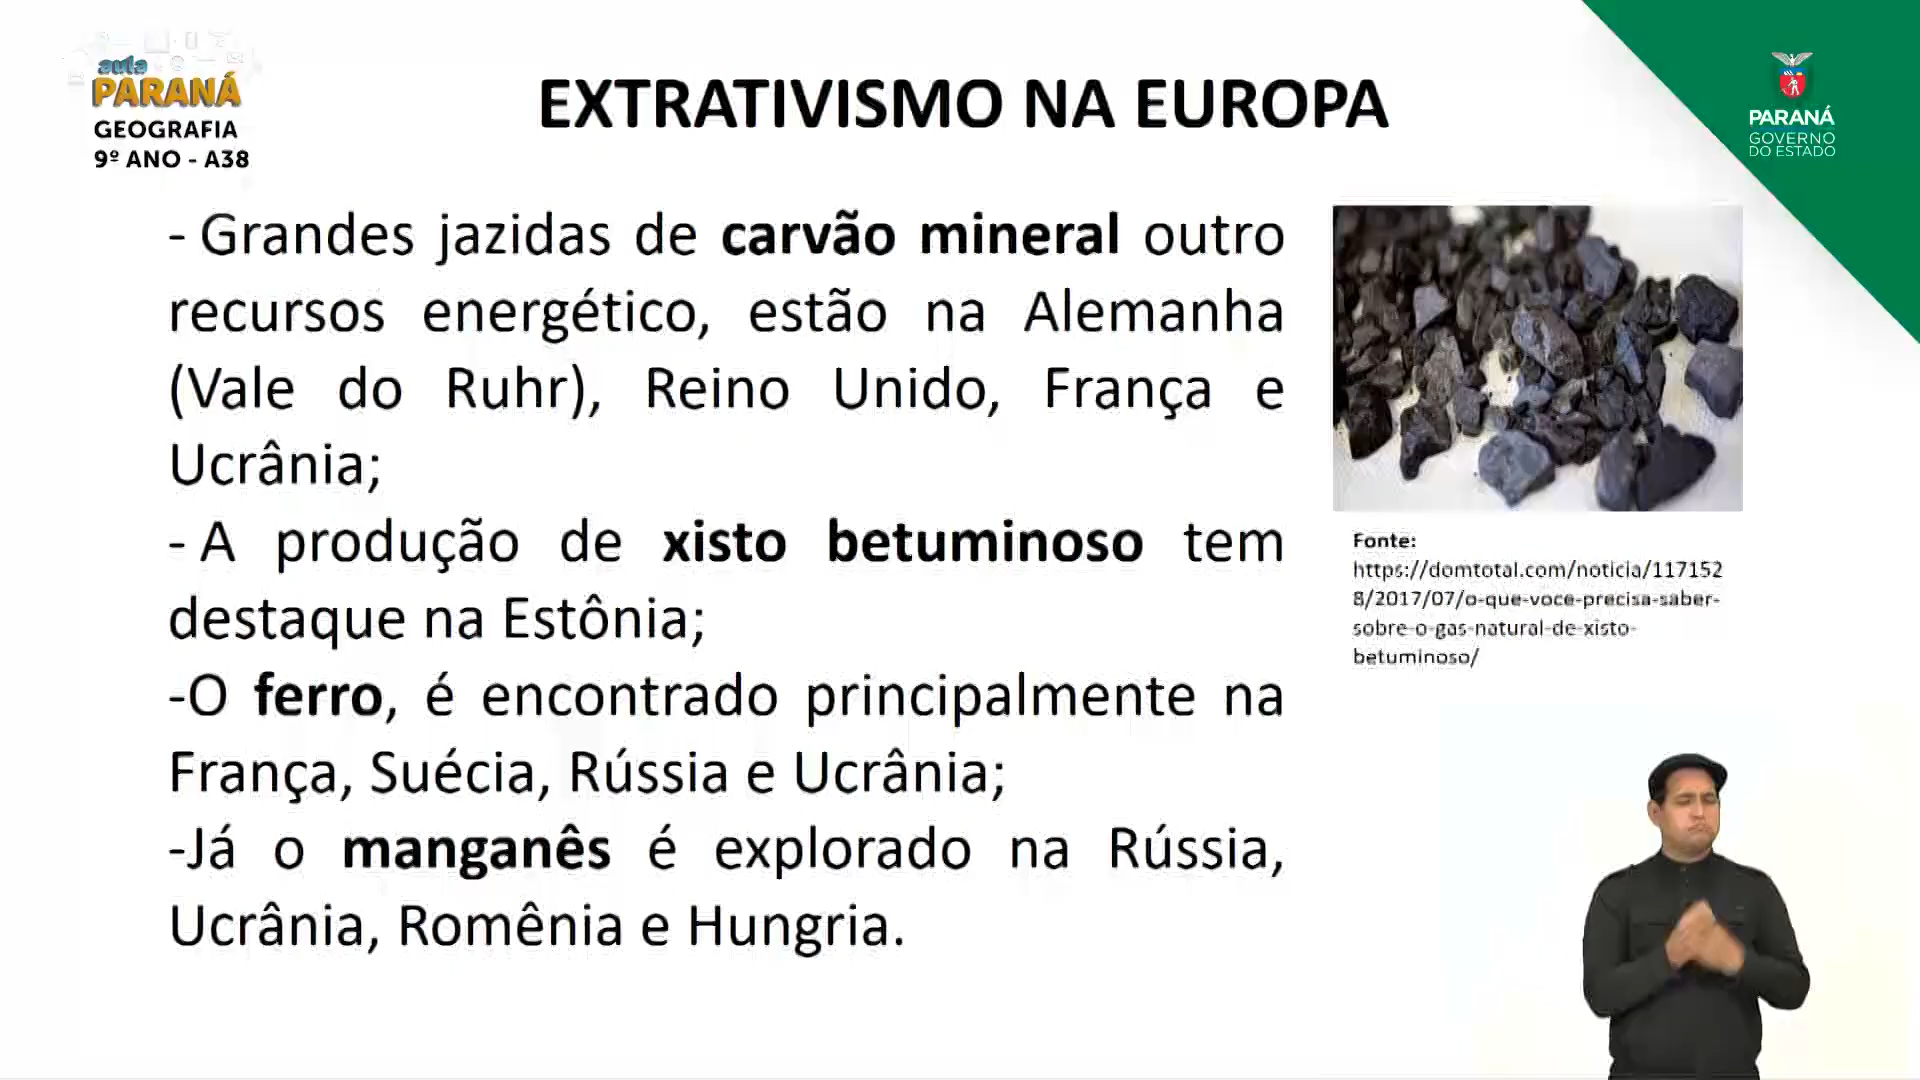 aula
PARANÁ
GEOGRAFIA
9º ANO - A38
EXTRATIVISMO NA EUROPA
PARANÁ
GOVERNO
DO ESTADO
- Grandes jazidas de carvão mineral outro
recursos energético, estão na Alemanha
(Vale do Ruhr), Reino Unido, França e
Ucrânia;
- A produção de xisto betuminoso tem
destaque na Estônia;
-O ferro, é encontrado principalmente na
França, Suécia, Rússia e Ucrânia;
-Já o manganês é explorado na Rússia,
Ucrânia, Romênia e Hungria.
Fonte:
https://domtotal.com/noticia/117152
8/2017/07/o-que-voce-precisa-saber-
sobre-o-gas-natural-de-xisto-
betuminoso/